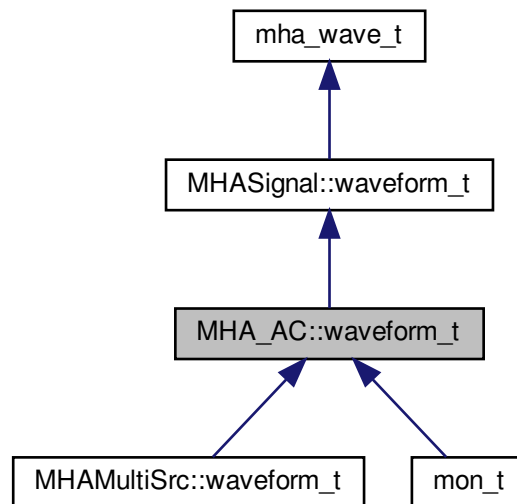 mha_wave_t
MHASignal::waveform_t
MHA_AC::waveform_t
MHAMultiSrc::waveform_t
mon_t